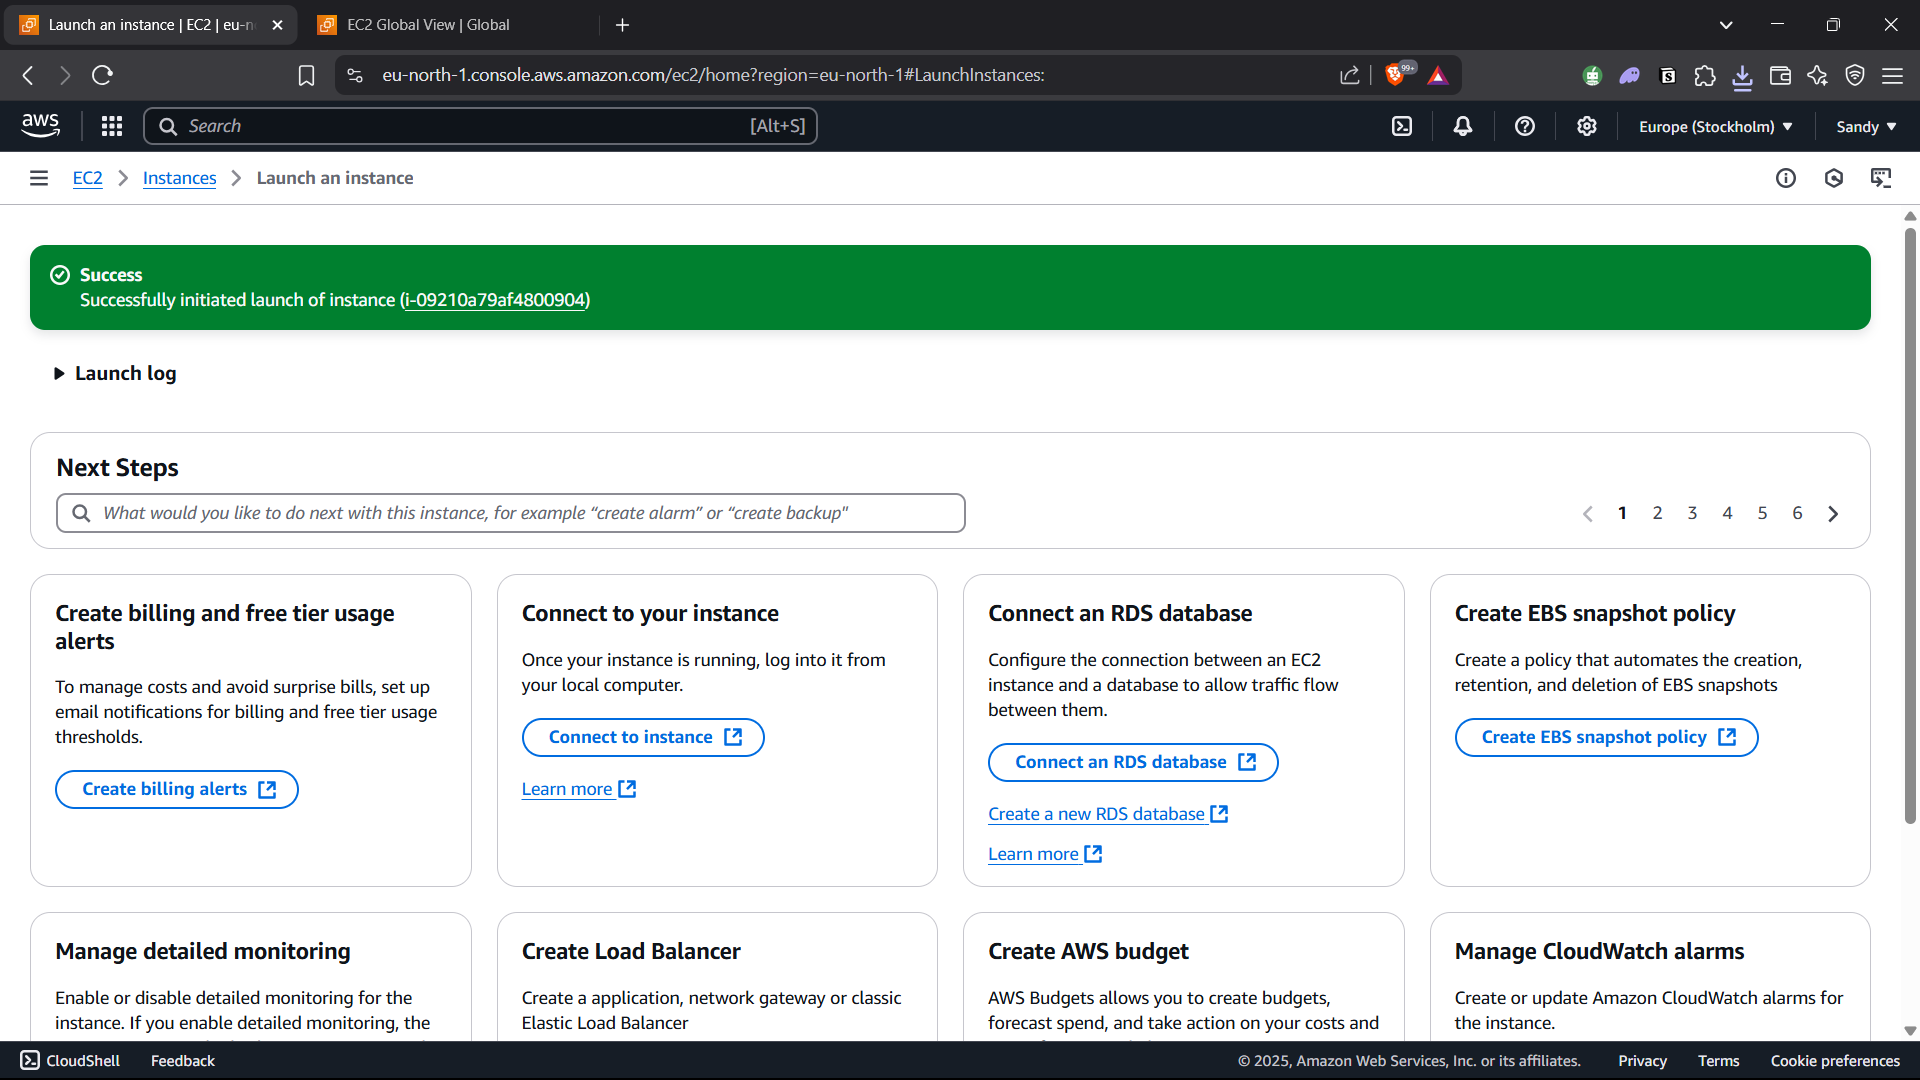 Launch an instance | EC2 | eu-n
EC2 Global View | Global
eu-north-1.console.aws.amazon.com/ec2/home?region=eu-north-1#LaunchInstances:
99+
aws
Search
[Alt+S]
Europe (Stockholm)
Sandy
EC2
Instances
Launch an instance
Success
Successfully initiated launch of instance (i-09210a79af4800904)
Launch log
Next Steps
What would you like to do next with this instance, for example “create alarm” or “create backup"
1 2 3 4 5 6
Create billing and free tier usage
alerts
To manage costs and avoid surprise bills, set up
email notifications for billing and free tier usage
thresholds.
Create billing alerts
Connect to your instance
Once your instance is running, log into it from
your local computer.
Connect to instance
Learn more
Connect an RDS database
Configure the connection between an EC2
instance and a database to allow traffic flow
between them.
Connect an RDS database
Create a new RDS database
Learn more
Create EBS snapshot policy
Create a policy that automates the creation,
retention, and deletion of EBS snapshots
Create EBS snapshot policy
Manage detailed monitoring
Enable or disable detailed monitoring for the
instance. If you enable detailed monitoring, the
Create Load Balancer
Create a application, network gateway or classic
Elastic Load Balancer
Create AWS budget
AWS Budgets allows you to create budgets,
forecast spend, and take action on your costs and
Manage CloudWatch alarms
Create or update Amazon CloudWatch alarms for
the instance.
CloudShell
Feedback
© 2025, Amazon Web Services, Inc. or its affiliates.
Privacy
Terms
Cookie preferences